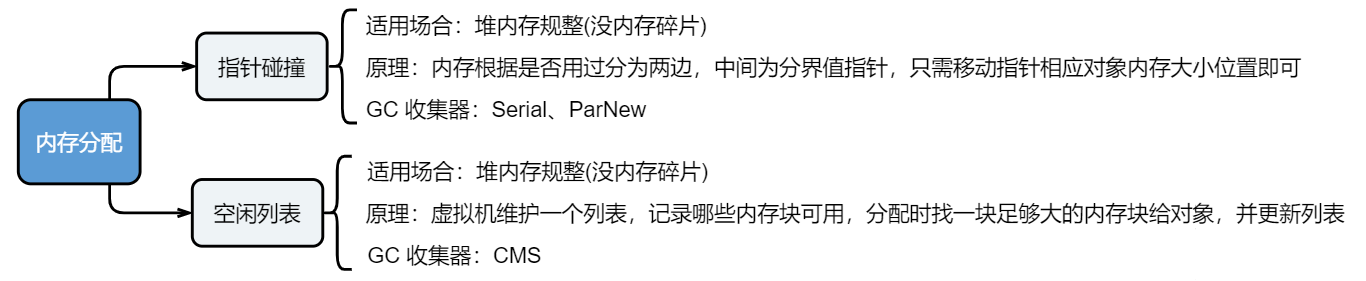 内存分配
指针碰撞
适用场合：堆内存规整(没内存碎片)
原理：内存根据是否用过分为两边，中间为分界值指针，只需移动指针相应对象内存大小位置即可
GC 收集器：Serial、ParNew
空闲列表
适用场合：堆内存规整(没内存碎片)
原理：虚拟机维护一个列表，记录哪些内存块可用，分配时找一块足够大的内存块给对象，并更新列表
GC 收集器：CMS